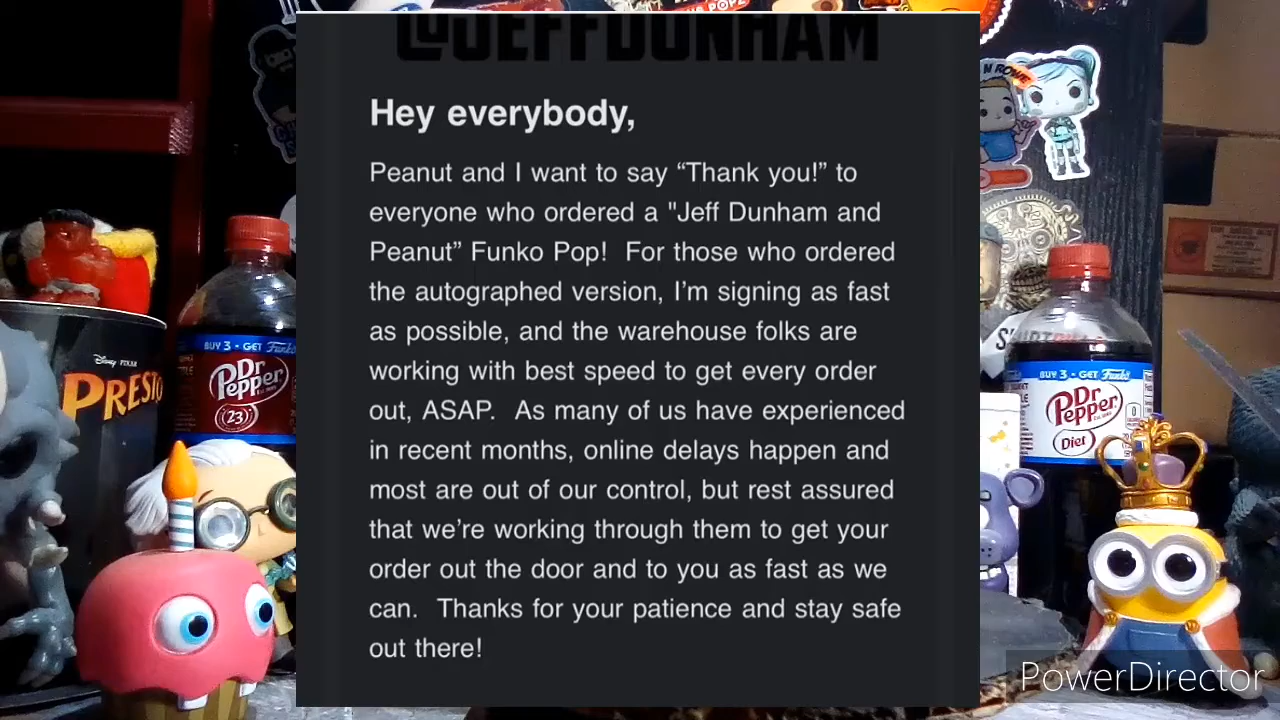 @JEFFDUNHAM
Hey everybody,
Peanut and I want to say “Thank you!” to
everyone who ordered a "Jeff Dunham and
Peanut” Funko Pop!  For those who ordered
the autographed version, I’m signing as fast
as possible, and the warehouse folks are
working with best speed to get every order
out, ASAP.  As many of us have experienced
in recent months, online delays happen and
most are out of our control, but rest assured
that we’re working through them to get your
order out the door and to you as fast as we
can.  Thanks for your patience and stay safe
out there!
Disney PIXAR
PRESTO
BUY 3 - GET Funko
Dr Pepper
23
N ROWE
BUY 3 - GET Funko
Dr Pepper
Diet
PowerDirector